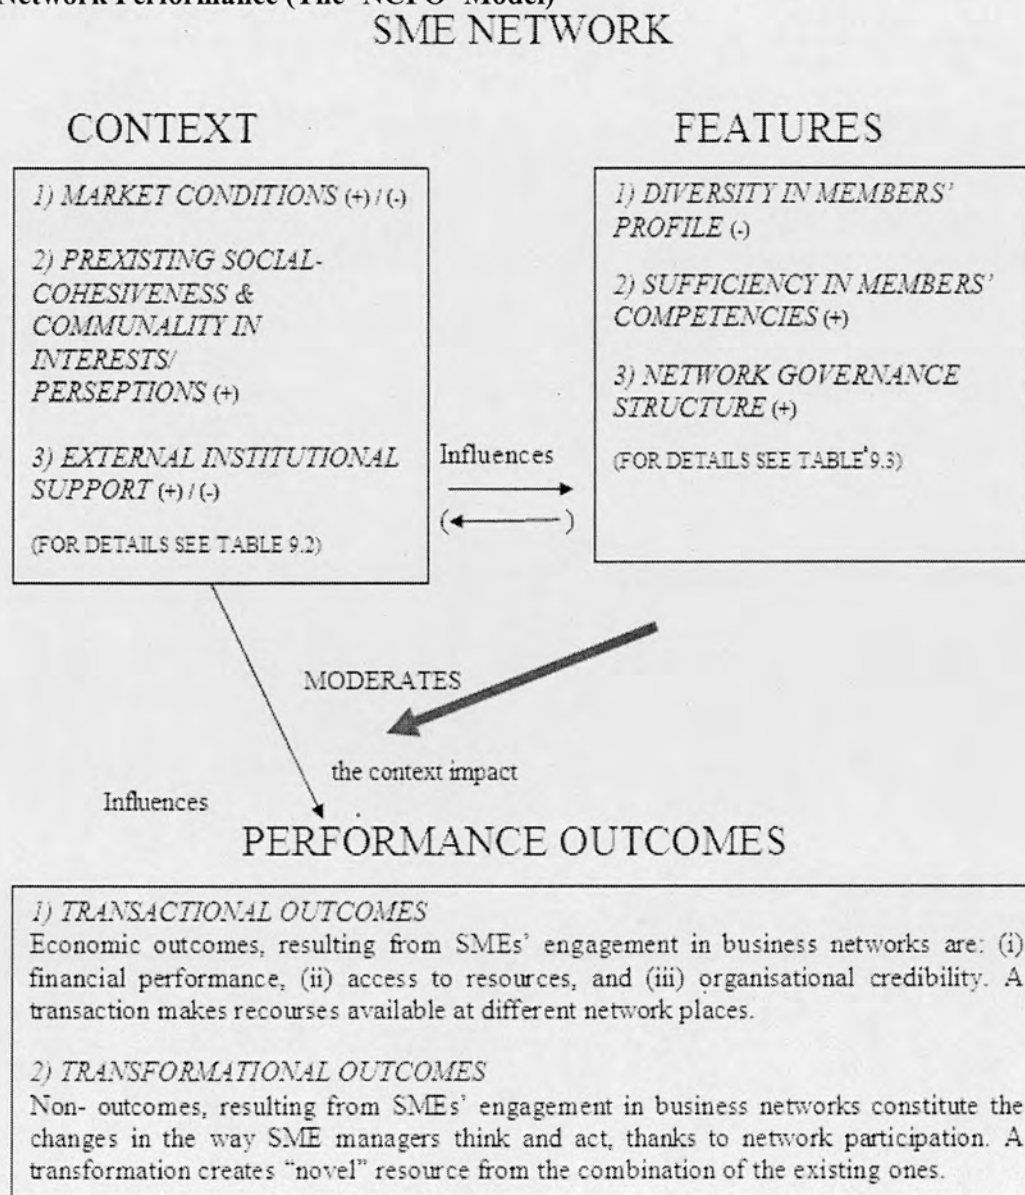 Network Performance (The "NCFO" Model)
SME NETWORK
CONTEXT
1) MARKET CONDITIONS (+) / (-)
2) PREXISTING SOCIAL-
COHESIVENESS &
COMMUNALITY IN
INTERESTS/
PERSEPTIONS (+)
3) EXTERNAL INSTITUTIONAL
SUPPORT (+) / (-)
(FOR DETAILS SEE TABLE 9.2)
Influences
( )
FEATURES
1) DIVERSITY IN MEMBERS'
PROFILE (-)
2) SUFFICIENCY IN MEMBERS'
COMPETENCIES (+)
3) NETWORK GOVERNANCE
STRUCTURE (+)
(FOR DETAILS SEE TABLE 9.3)
MODERATES
the context impact
Influences
PERFORMANCE OUTCOMES
1) TRANSACTIONAL OUTCOMES
Economic outcomes, resulting from SMEs' engagement in business networks are: (i)
financial performance, (ii) access to resources, and (iii) organisational credibility. A
transaction makes recourses available at different network places.
2) TRANSFORMATIONAL OUTCOMES
Non- outcomes, resulting from SMEs' engagement in business networks constitute the
changes in the way SME managers think and act, thanks to network participation. A
transformation creates "novel" resource from the combination of the existing ones.